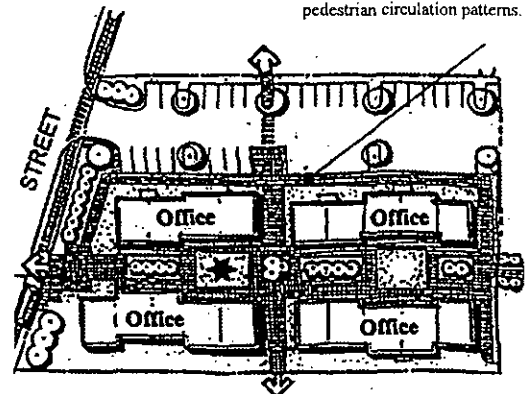 pedestrian circulation patterns.
STREET
Office
Office
Office
Office